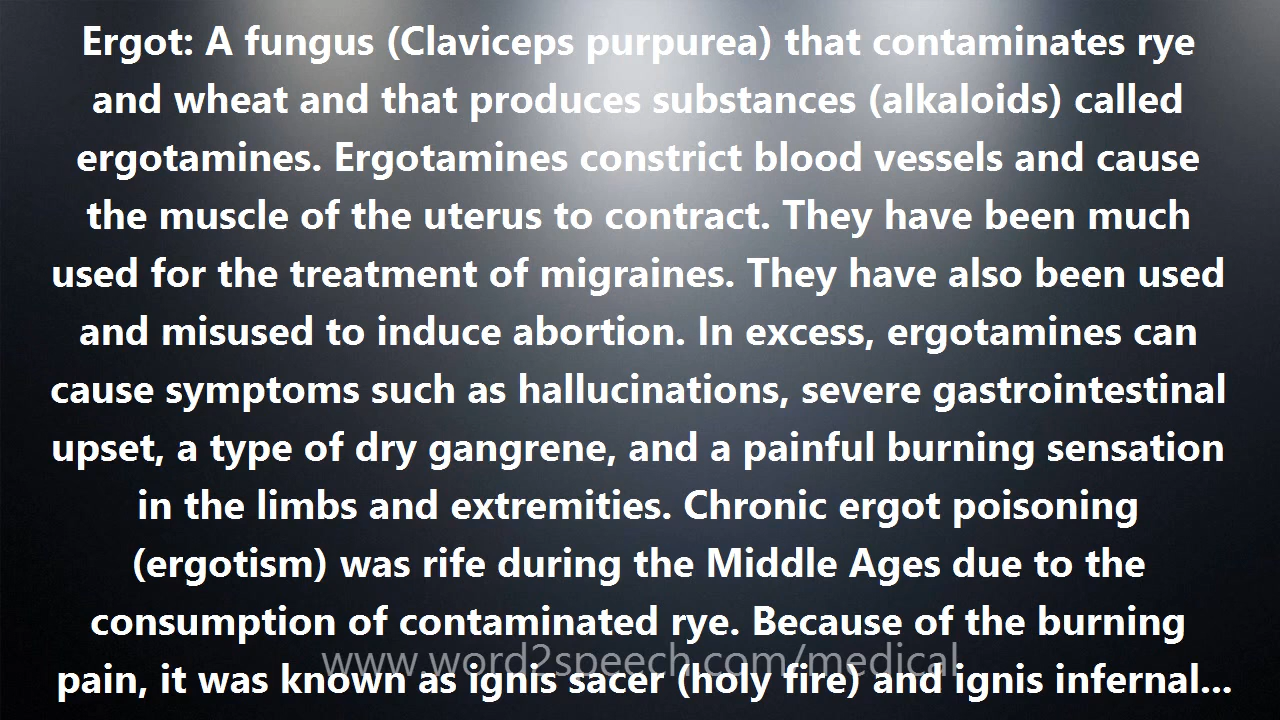 Ergot: A fungus (Claviceps purpurea) that contaminates rye
and wheat and that produces substances (alkaloids) called
ergotamines. Ergotamines constrict blood vessels and cause
the muscle of the uterus to contract. They have been much
used for the treatment of migraines. They have also been used
and misused to induce abortion. In excess, ergotamines can
cause symptoms such as hallucinations, severe gastrointestinal
upset, a type of dry gangrene, and a painful burning sensation
in the limbs and extremities. Chronic ergot poisoning
(ergotism) was rife during the Middle Ages due to the
consumption of contaminated rye. Because of the burning
www.word2speech.com/medical
pain, it was known as ignis sacer (holy fire) and ignis infernal...